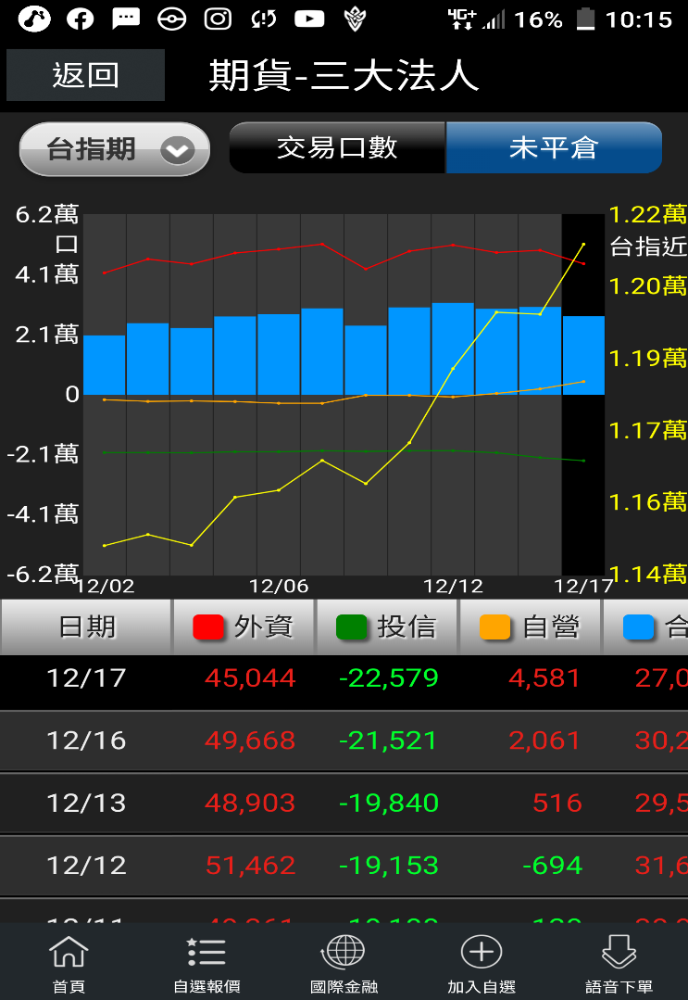 4G+ 16% 10:15
返回 期貨-三大法人
台指期 交易口數 未平倉
6.2萬 1.22萬
口 台指近
4.1萬 1.20萬
2.1萬 1.19萬
0
-2.1萬 1.17萬
-4.1萬 1.16萬
-6.2萬 1.14萬
12/02 12/06 12/12 12/17
日期 外資 投信 自營 合
12/17 45,044 -22,579 4,581 27,0
12/16 49,668 -21,521 2,061 30,2
12/13 48,903 -19,840 516 29,5
12/12 51,462 -19,153 -694 31,6
首頁 自選報價 國際金融 加入自選 語音下單